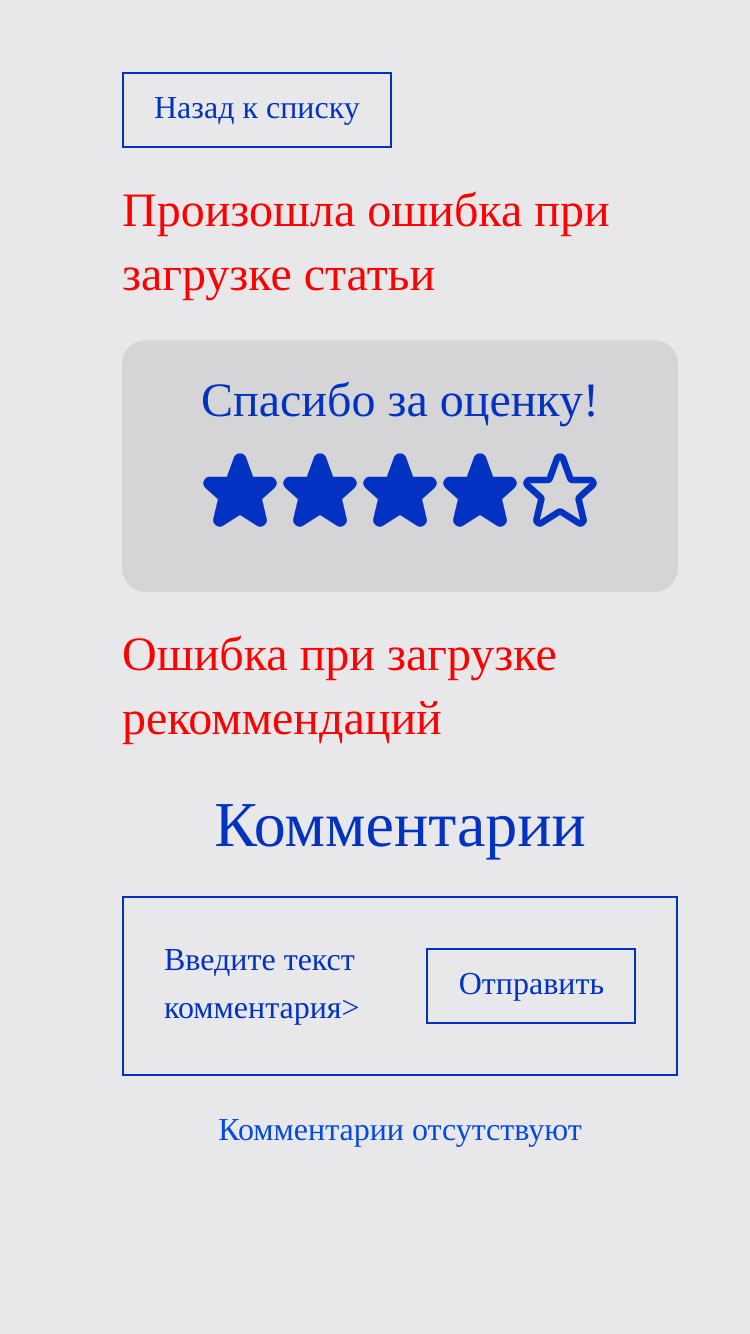 Назад к списку
Произошла ошибка при
загрузке статьи
Спасибо за оценку!
Ошибка при загрузке
рекоммендаций
Комментарии
Введите текст
комментария>
Отправить
Комментарии отсутствуют